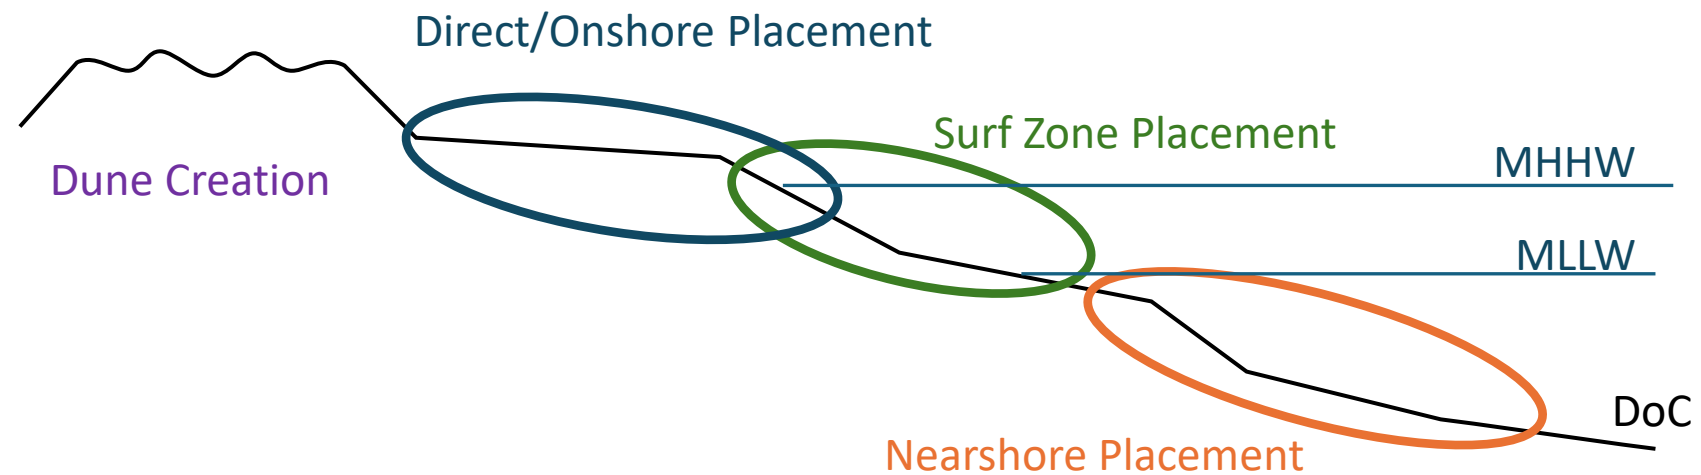 Direct/Onshore Placement
Surf Zone Placement
MHHW
Dune Creation
MLLW
DoC
Nearshore Placement